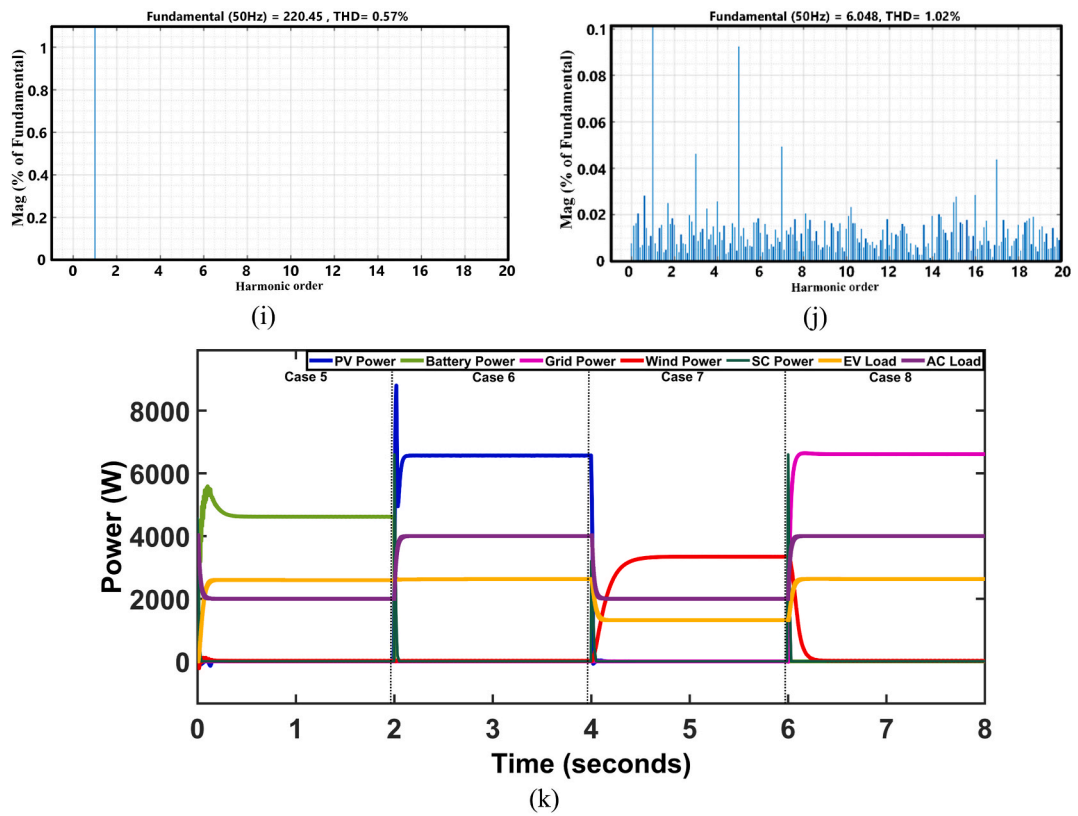 Fundamental (50Hz) = 220.45 , THD= 0.57%
Mag (% of Fundamental)
1
0.8
0.6
0.4
0.2
0
0 2 4 6 8 10 12 14 16 18 20
Harmonic order
(i)
Fundamental (50Hz) = 6.048, THD= 1.02%
Mag (% of Fundamental)
0.1
0.08
0.06
0.04
0.02
0
0 2 4 6 8 10 12 14 16 18 20
Harmonic order
(j)
PV Power Battery Power Grid Power Wind Power SC Power EV Load AC Load
Case 5 Case 6 Case 7 Case 8
Power (W)
8000
6000
4000
2000
0
0 1 2 3 4 5 6 7 8
Time (seconds)
(k)